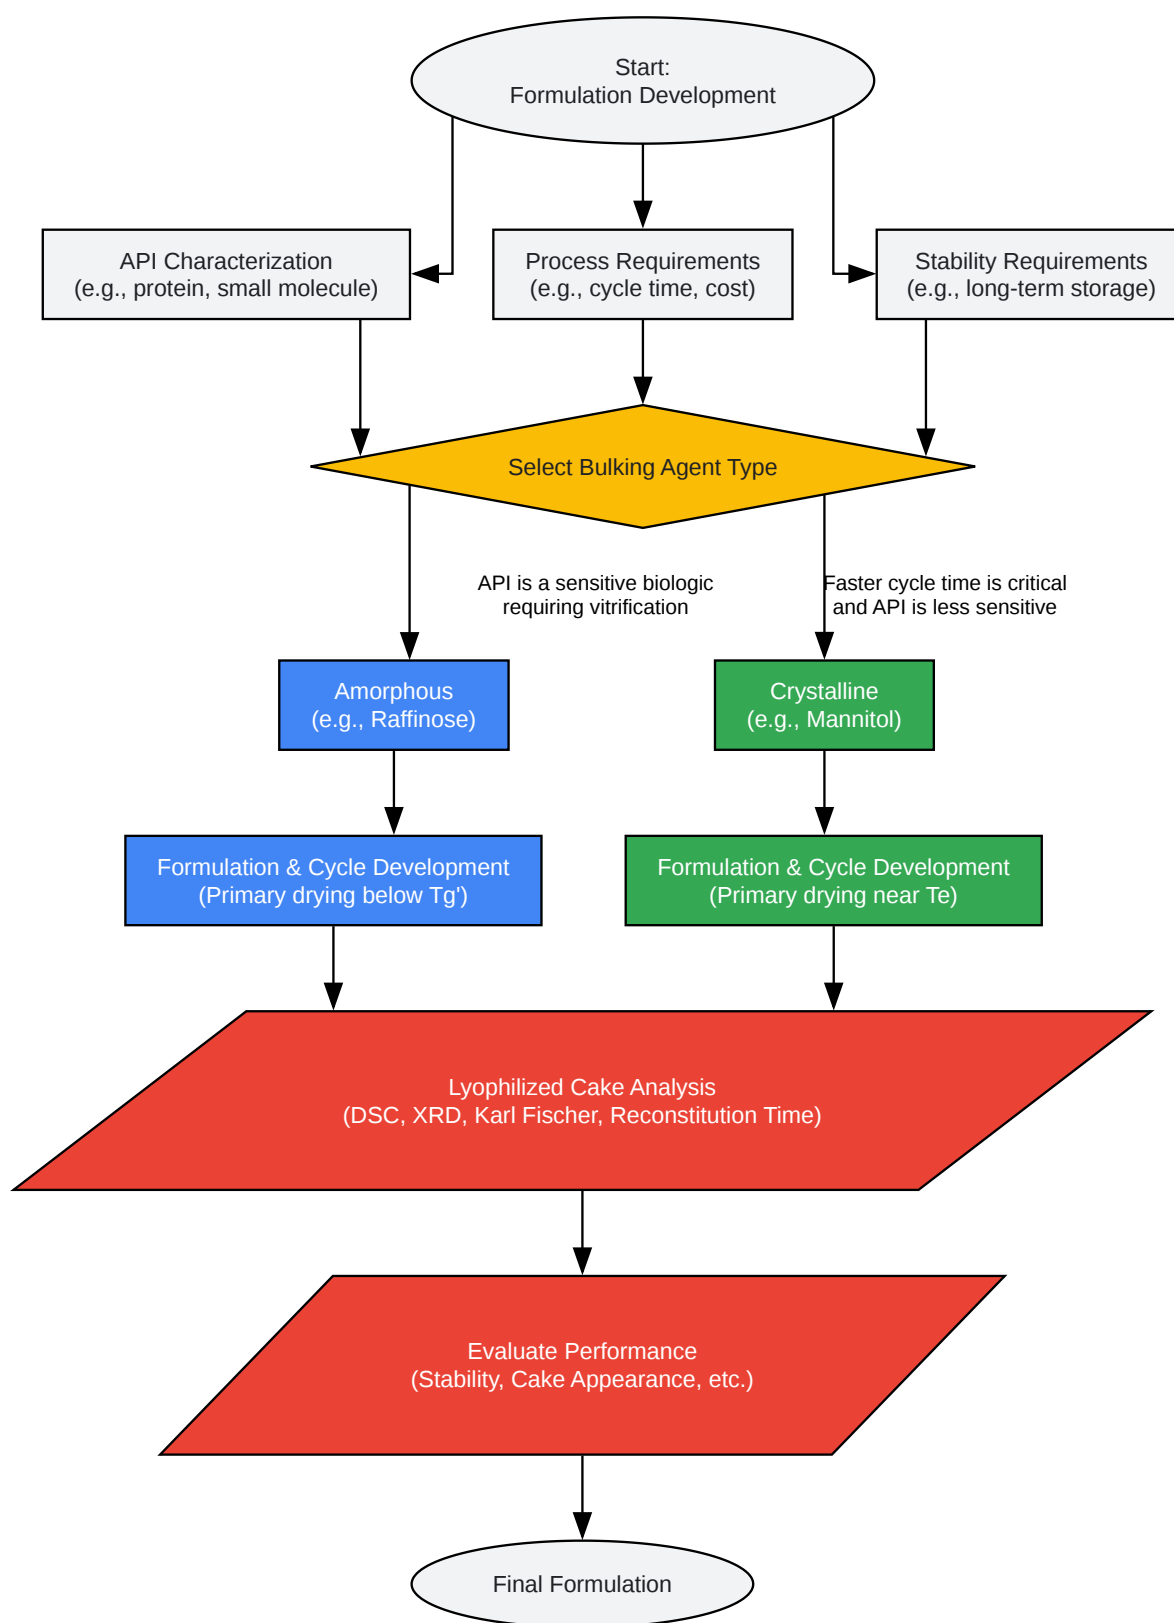 Start:
Formulation Development
API Characterization
(e.g., protein, small molecule)
Process Requirements
(e.g., cycle time, cost)
Stability Requirements
(e.g., long-term storage)
Select Bulking Agent Type
API is a sensitive biologic
requiring vitrification
Faster cycle time is critical
and API is less sensitive
Amorphous
(e.g., Raffinose)
Crystalline
(e.g., Mannitol)
Formulation & Cycle Development
(Primary drying below Tg')
Formulation & Cycle Development
(Primary drying near Te)
Lyophilized Cake Analysis
(DSC, XRD, Karl Fischer, Reconstitution Time)
Evaluate Performance
(Stability, Cake Appearance, etc.)
Final Formulation